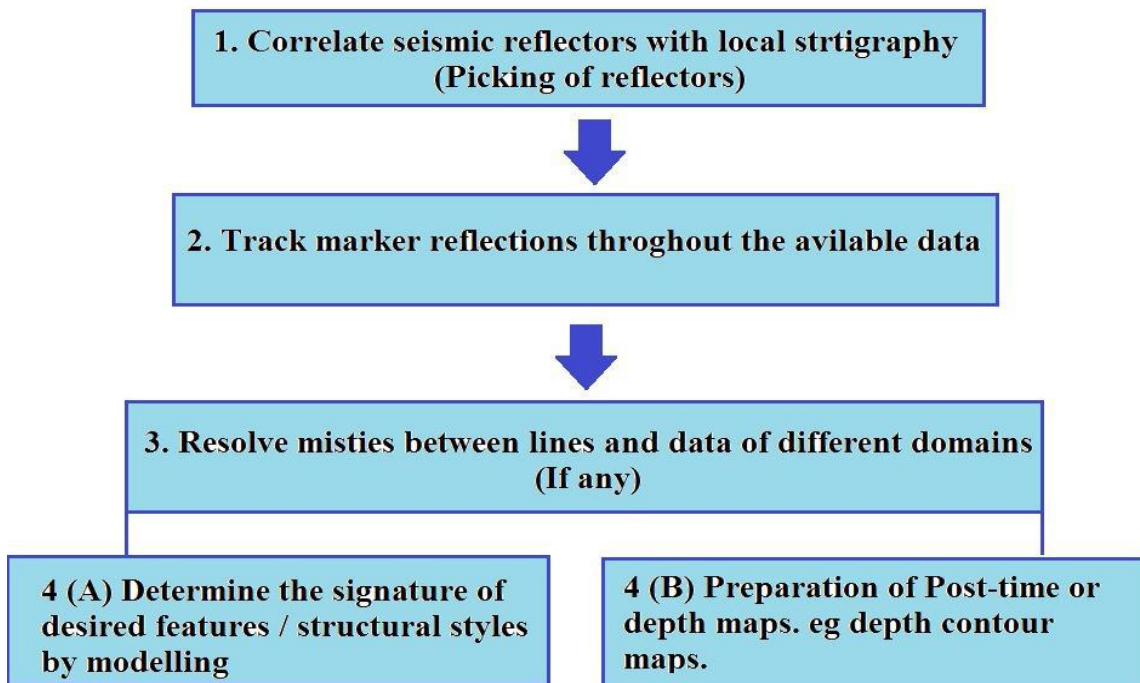 1. Correlate seismic reflectors with local strtigraphy
(Picking of reflectors)
2. Track marker reflections throghout the avilable data
3. Resolve misties between lines and data of different domains
(If any)
4 (A) Determine the signature of
desired features / structural styles
by modelling
4 (B) Preparation of Post-time or
depth maps. eg depth contour
maps.